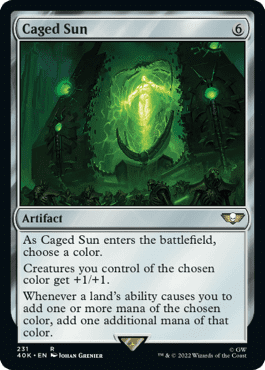 Caged Sun 6
Artifact
As Caged Sun enters the battlefield,
choose a color.
Creatures you control of the chosen
color get +1/+1.
Whenever a land's ability causes you to
add one or more mana of the chosen
color, add one additional mana of that
color.
231 R © GW
40K • EN Johan Grenier ™ & © 2022 Wizards of the Coast